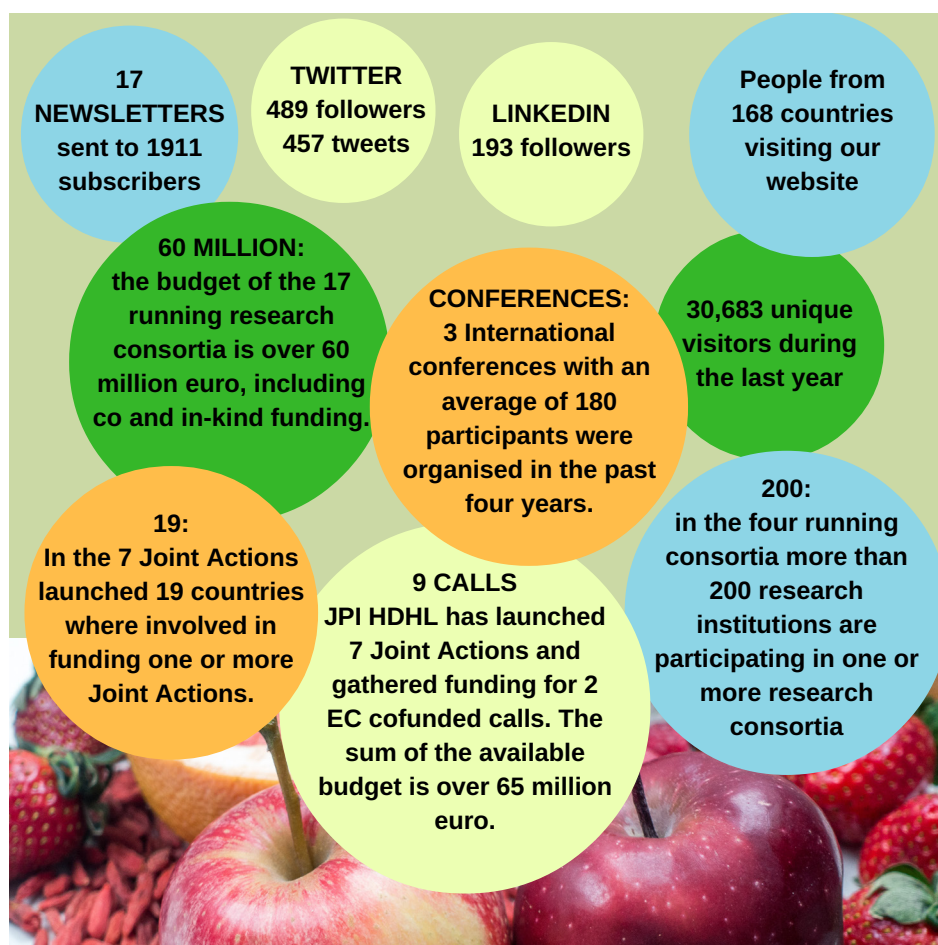 17
NEWSLETTERS
sent to 1911
subscribers
TWITTER
489 followers
457 tweets
LINKEDIN
193 followers
People from
168 countries
visiting our
website
60 MILLION:
the budget of the 17
running research
consortia is over 60
million euro, including
co and in-kind funding.
CONFERENCES:
3 International
conferences with an
average of 180
participants were
organised in the past
four years.
30,683 unique
visitors during
the last year
19:
In the 7 Joint Actions
launched 19 countries
where involved in
funding one or more
Joint Actions.
9 CALLS
JPI HDHL has launched
7 Joint Actions and
gathered funding for 2
EC cofunded calls. The
sum of the available
budget is over 65 million
euro.
200:
in the four running
consortia more than
200 research
institutions are
participating in one or
more research
consortia